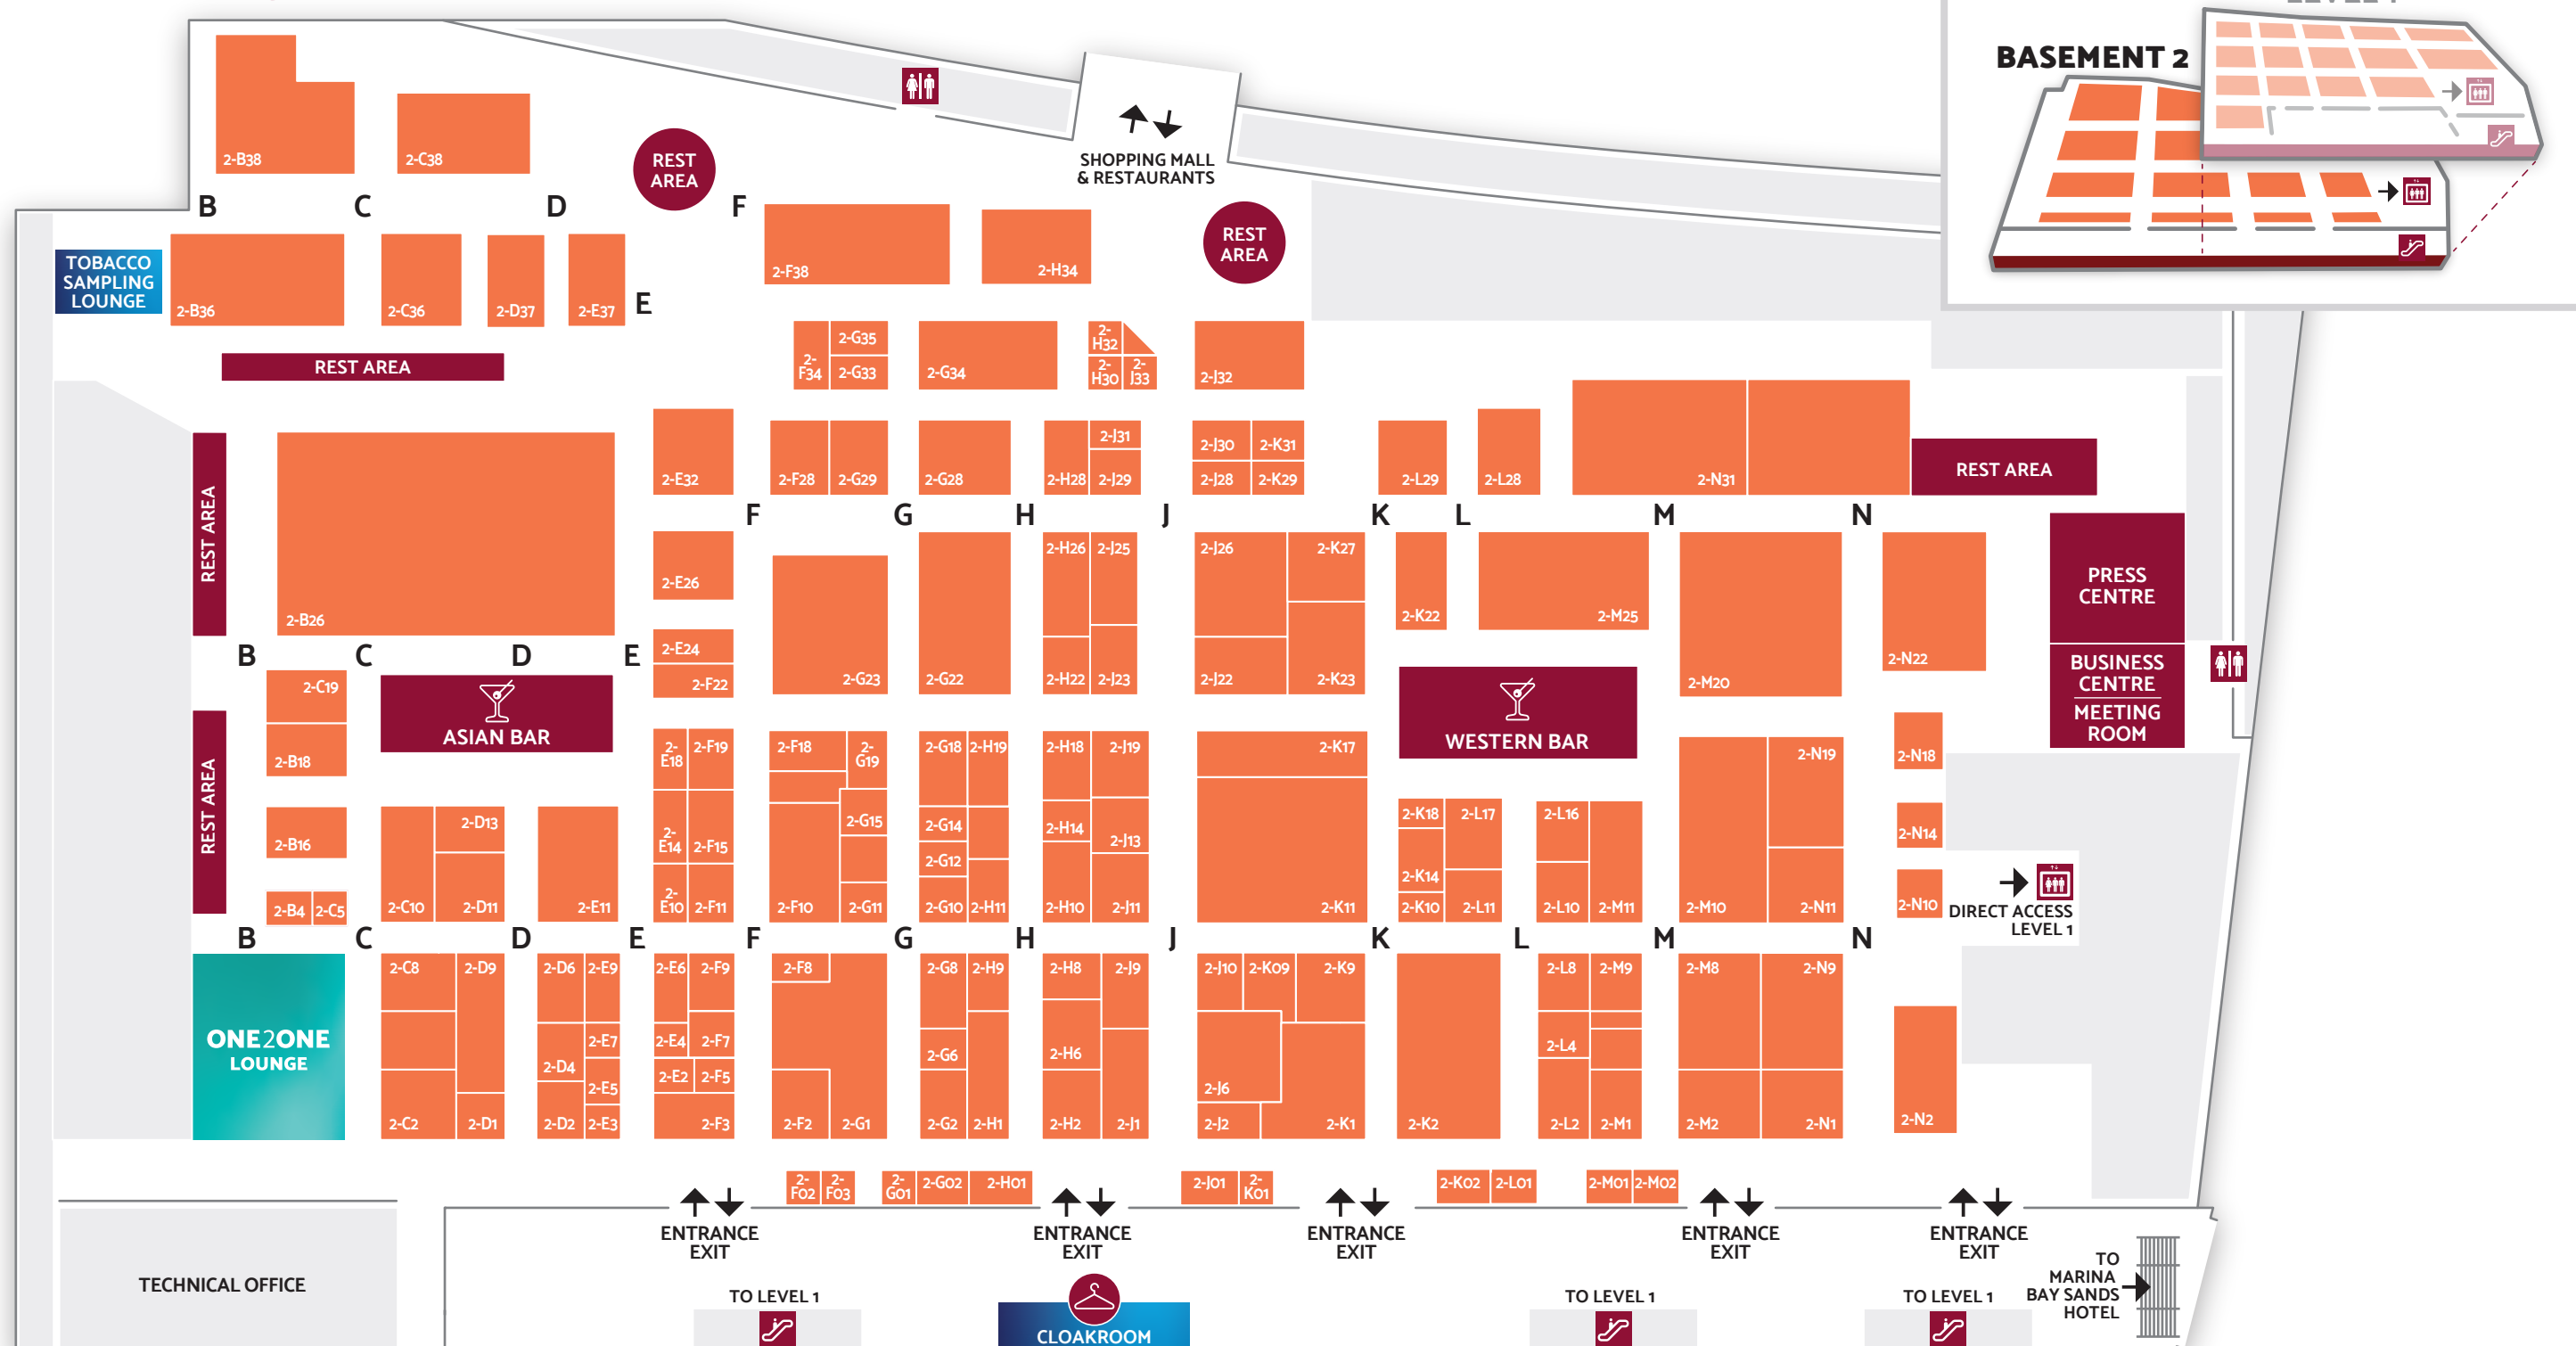 BASEMENT 2
2-B38
2-C38
REST
AREA
SHOPPING MALL
& RESTAURANTS
B
C
D
F
REST
AREA
TOBACCO
SAMPLING
LOUNGE
2-B36
2-C36
2-D37
2-E37
E
2-F38
2-H34
REST AREA
2-
F34
2-G35
2-G33
2-G34
2-
H32
2-
H30
2-
J33
2-J32
REST AREA
2-B26
2-E32
2-F28
2-G29
2-G28
2-H28
2-J31
2-J29
2-J30
2-K31
2-J28
2-K29
2-L29
2-L28
2-N31
REST AREA
F
G
H
J
K
L
M
N
2-E26
2-E24
2-F22
2-G23
2-G22
2-H26
2-J25
2-H22
2-J23
2-J26
2-K27
2-J22
2-K23
2-K22
2-M25
2-M20
2-N22
PRESS
CENTRE
BUSINESS
CENTRE
MEETING
ROOM
B
C
D
E
REST AREA
2-C19
2-B18
2-B16
2-B4
2-C5
ASIAN BAR
WESTERN BAR
2-C10
2-D13
2-D11
2-E11
2-
E18
2-F19
2-
E14
2-F15
2-
E10
2-F11
2-F18
2-
G19
2-G15
2-F10
2-G11
2-G18
2-H19
2-G14
2-G12
2-G10
2-H11
2-H18
2-J19
2-H14
2-J13
2-H10
2-J11
2-K17
2-K11
2-K18
2-L17
2-K14
2-K10
2-L11
2-L16
2-L10
2-M11
2-M10
2-N19
2-N11
2-N18
2-N14
2-N10
DIRECT ACCESS
LEVEL 1
B
C
D
E
F
G
H
J
K
L
M
N
ONE2ONE
LOUNGE
2-C8
2-D9
2-C2
2-D1
2-D6
2-E9
2-E7
2-D4
2-E5
2-D2
2-E3
2-E6
2-F9
2-E4
2-F7
2-E2
2-F5
2-F3
2-F8
2-F2
2-G1
2-G8
2-H9
2-G6
2-G2
2-H1
2-H8
2-J9
2-H6
2-H2
2-J1
2-J10
2-K09
2-K9
2-J6
2-J2
2-K1
2-K2
2-L8
2-M9
2-L4
2-L2
2-M1
2-M8
2-N9
2-M2
2-N1
2-N2
2-
F02
2-
F03
2-
G01
2-G02
2-H01
2-J01
2-
K01
2-K02
2-L01
2-M01
2-M02
ENTRANCE
EXIT
ENTRANCE
EXIT
ENTRANCE
EXIT
ENTRANCE
EXIT
ENTRANCE
EXIT
TECHNICAL OFFICE
TO LEVEL 1
CLOAKROOM
TO LEVEL 1
TO LEVEL 1
TO
MARINA
BAY SANDS
HOTEL